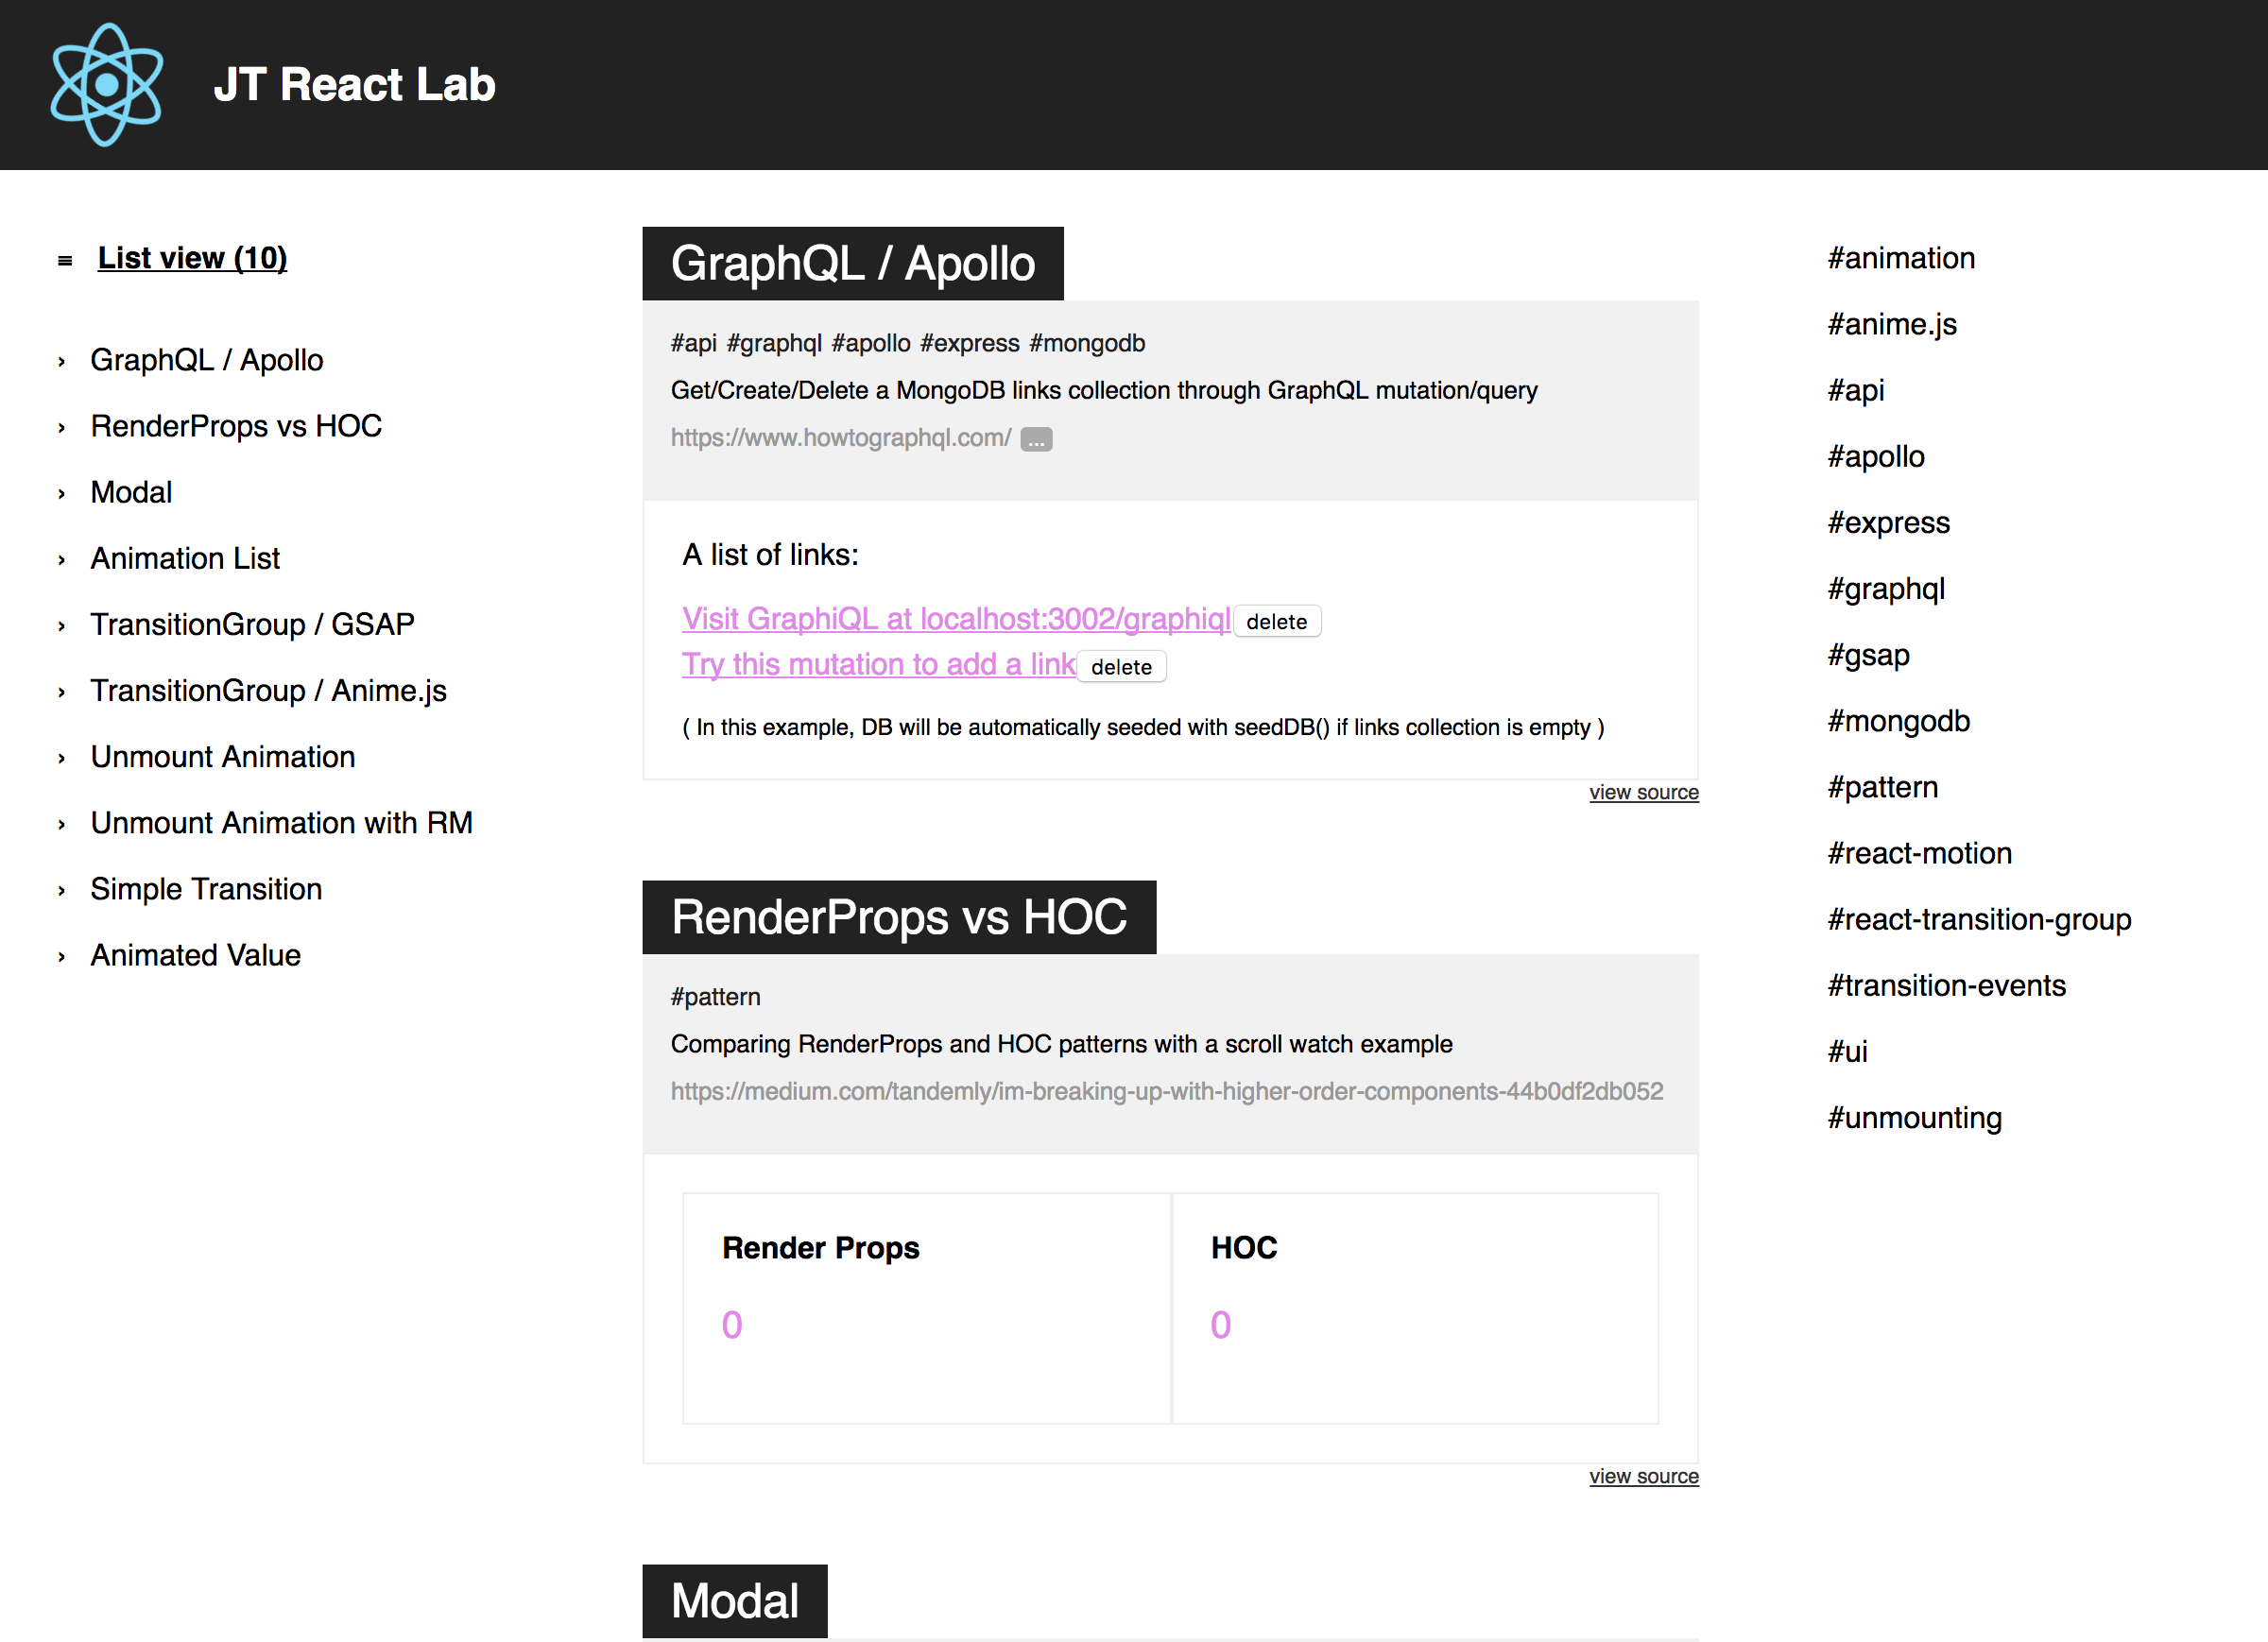 JT React Lab
≡ List view (10)
› GraphQL / Apollo
› RenderProps vs HOC
› Modal
› Animation List
› TransitionGroup / GSAP
› TransitionGroup / Anime.js
› Unmount Animation
› Unmount Animation with RM
› Simple Transition
› Animated Value
GraphQL / Apollo
#api #graphql #apollo #express #mongodb
Get/Create/Delete a MongoDB links collection through GraphQL mutation/query
https://www.howtographql.com/ ...
A list of links:
Visit GraphiQL at localhost:3002/graphiql delete
Try this mutation to add a link delete
( In this example, DB will be automatically seeded with seedDB() if links collection is empty )
view source
RenderProps vs HOC
#pattern
Comparing RenderProps and HOC patterns with a scroll watch example
https://medium.com/tandemly/im-breaking-up-with-higher-order-components-44b0df2db052
Render Props
0
HOC
0
view source
Modal
#animation
#anime.js
#api
#apollo
#express
#graphql
#gsap
#mongodb
#pattern
#react-motion
#react-transition-group
#transition-events
#ui
#unmounting